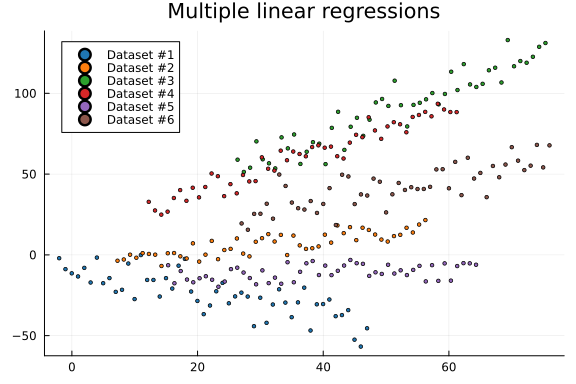 Multiple linear regressions
Dataset #1
Dataset #2
Dataset #3
Dataset #4
Dataset #5
Dataset #6
100
50
0
−50
0 20 40 60